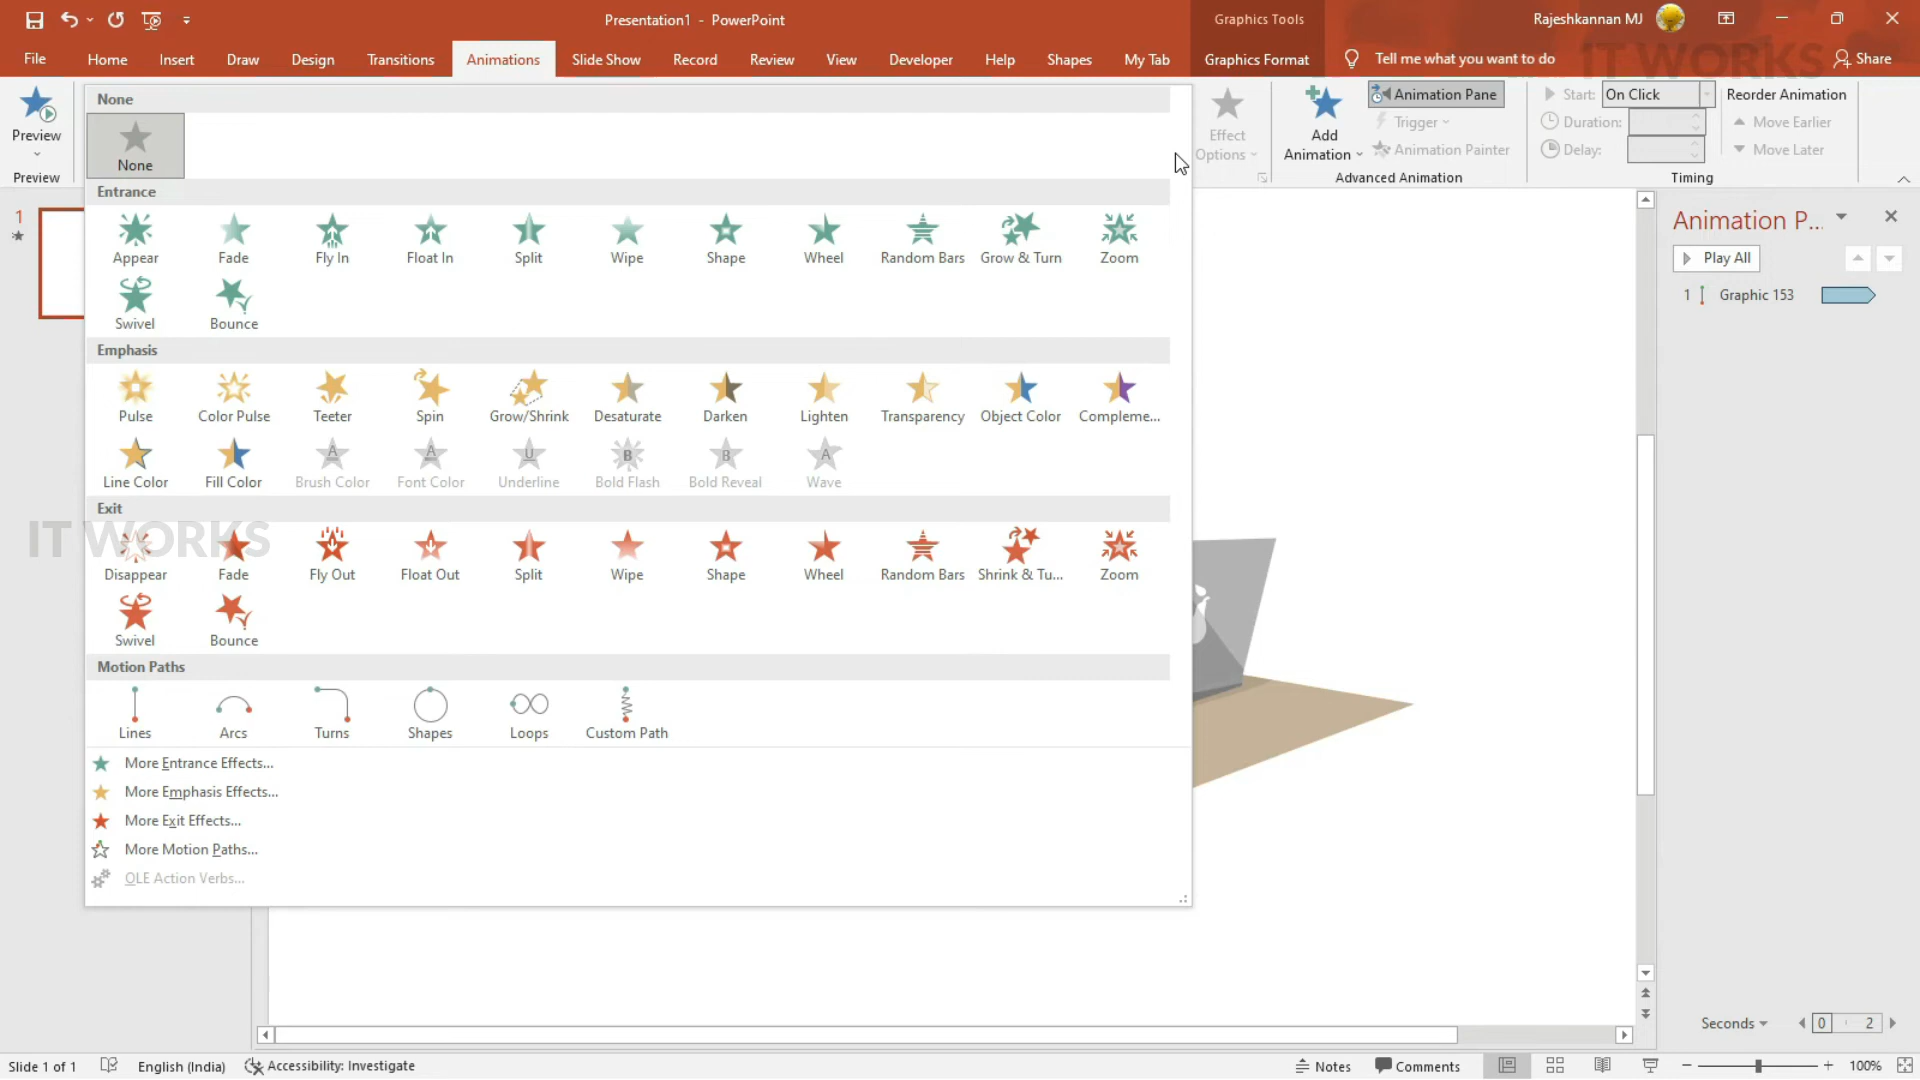 Presentation1 - PowerPoint
Graphics Tools
Rajeshkannan MJ
File Home Insert Draw Design Transitions Animations Slide Show Record Review View Developer Help Shapes My Tab Graphics Format Tell me what you want to do Share
IT WORKS
Preview
Preview
Effect
Options
Add
Animation
Animation Pane
Trigger
Animation Painter
Advanced Animation
Start: On Click
Duration:
Delay:
Reorder Animation
Move Earlier
Move Later
Timing
None
None
Entrance
Appear Fade Fly In Float In Split Wipe Shape Wheel Random Bars Grow & Turn Zoom
Swivel Bounce
Emphasis
Pulse Color Pulse Teeter Spin Grow/Shrink Desaturate Darken Lighten Transparency Object Color Compleme...
Line Color Fill Color Brush Color Font Color Underline Bold Flash Bold Reveal Wave
Exit
IT WORKS
Disappear Fade Fly Out Float Out Split Wipe Shape Wheel Random Bars Shrink & Tu... Zoom
Swivel Bounce
Motion Paths
Lines Arcs Turns Shapes Loops Custom Path
More Entrance Effects...
More Emphasis Effects...
More Exit Effects...
More Motion Paths...
OLE Action Verbs...
1
Animation P...
Play All
1 Graphic 153
Seconds 0 2
Slide 1 of 1 English (India) Accessibility: Investigate Notes Comments 100%